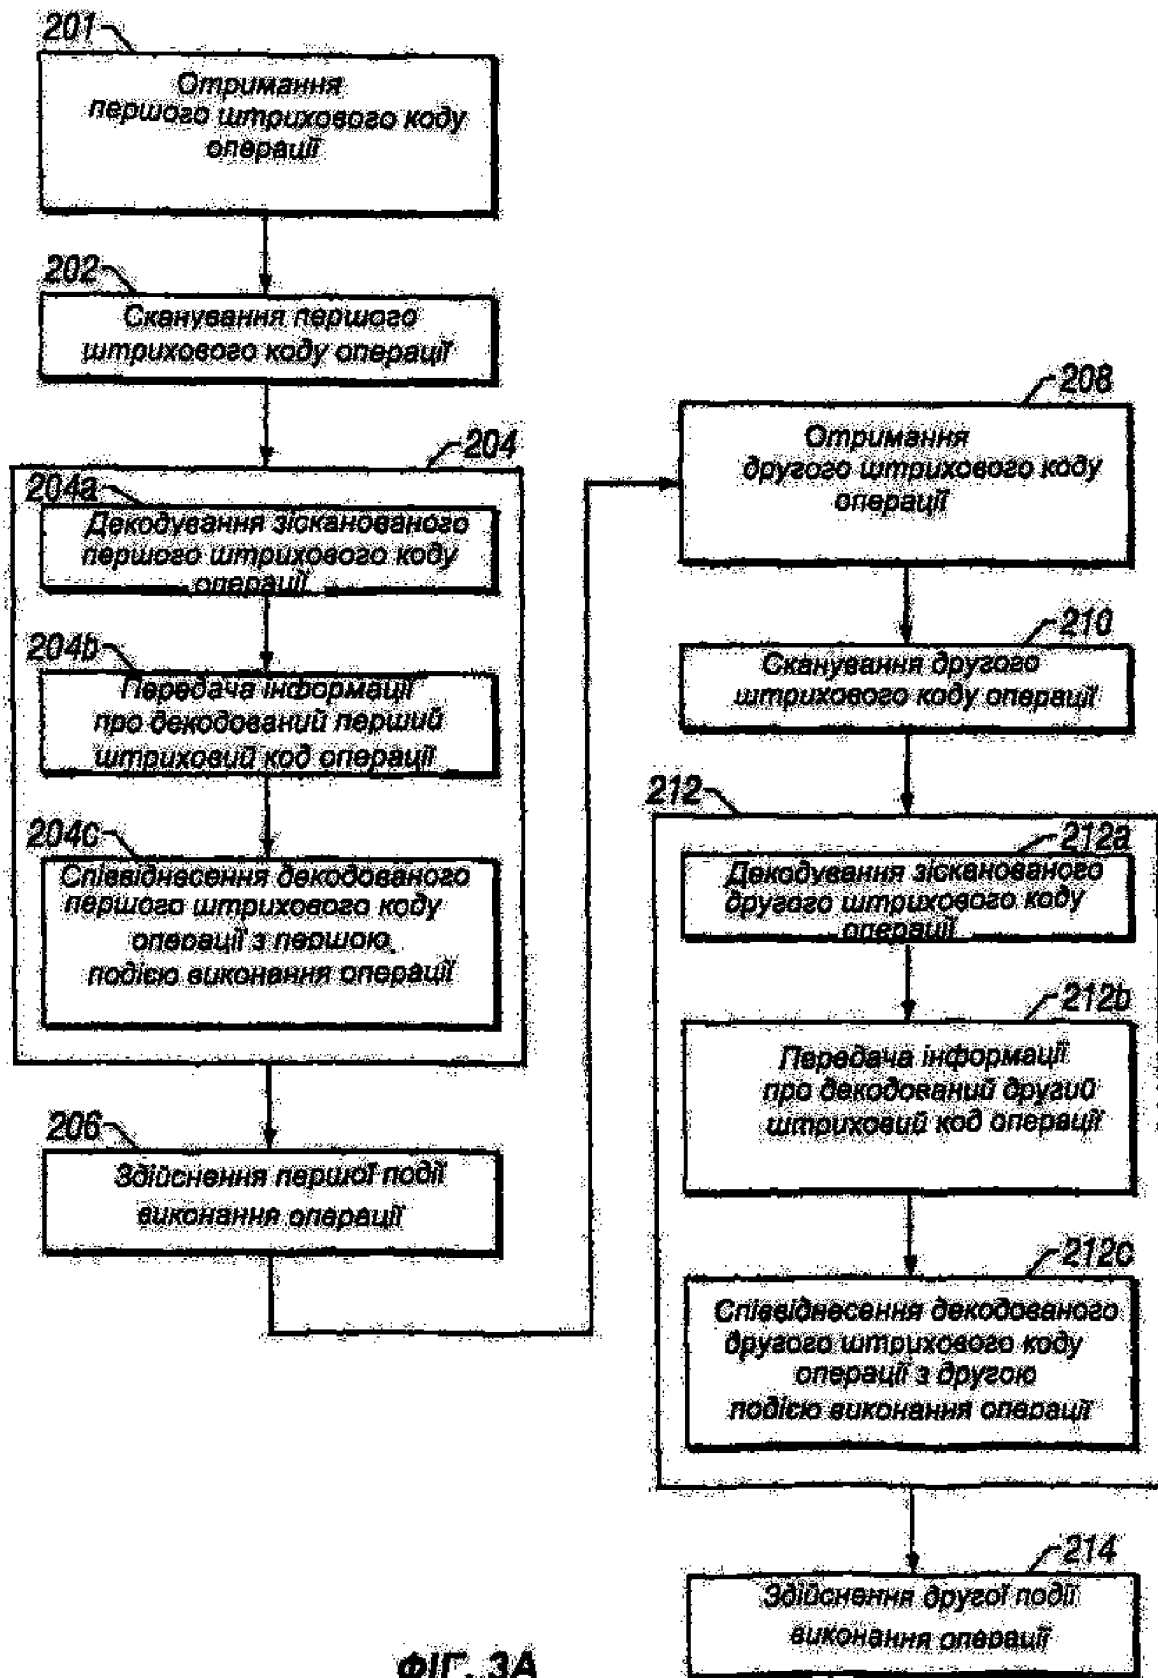 201
Отримання
першого штрихового коду
операції
202
Сканування першого
штрихового коду операції
204
204a
Декодування зісканованого
першого штрихового коду
операції
204b
Передача інформації
про декодований перший
штриховий код операції
204c
Співвіднесення декодованого
першого штрихового коду
операції з першою
подією виконання операції
206
Здійснення першої події
виконання операції
208
Отримання
другого штрихового коду
операції
210
Сканування другого
штрихового коду операції
212
212a
Декодування зісканованого
другого штрихового коду
операції
212b
Передача інформації
про декодований другий
штриховий код операції
212c
Співвіднесення декодованого
другого штрихового коду
операції з другою
подією виконання операції
214
Здійснення другої події
виконання операції
ФІГ. 3А